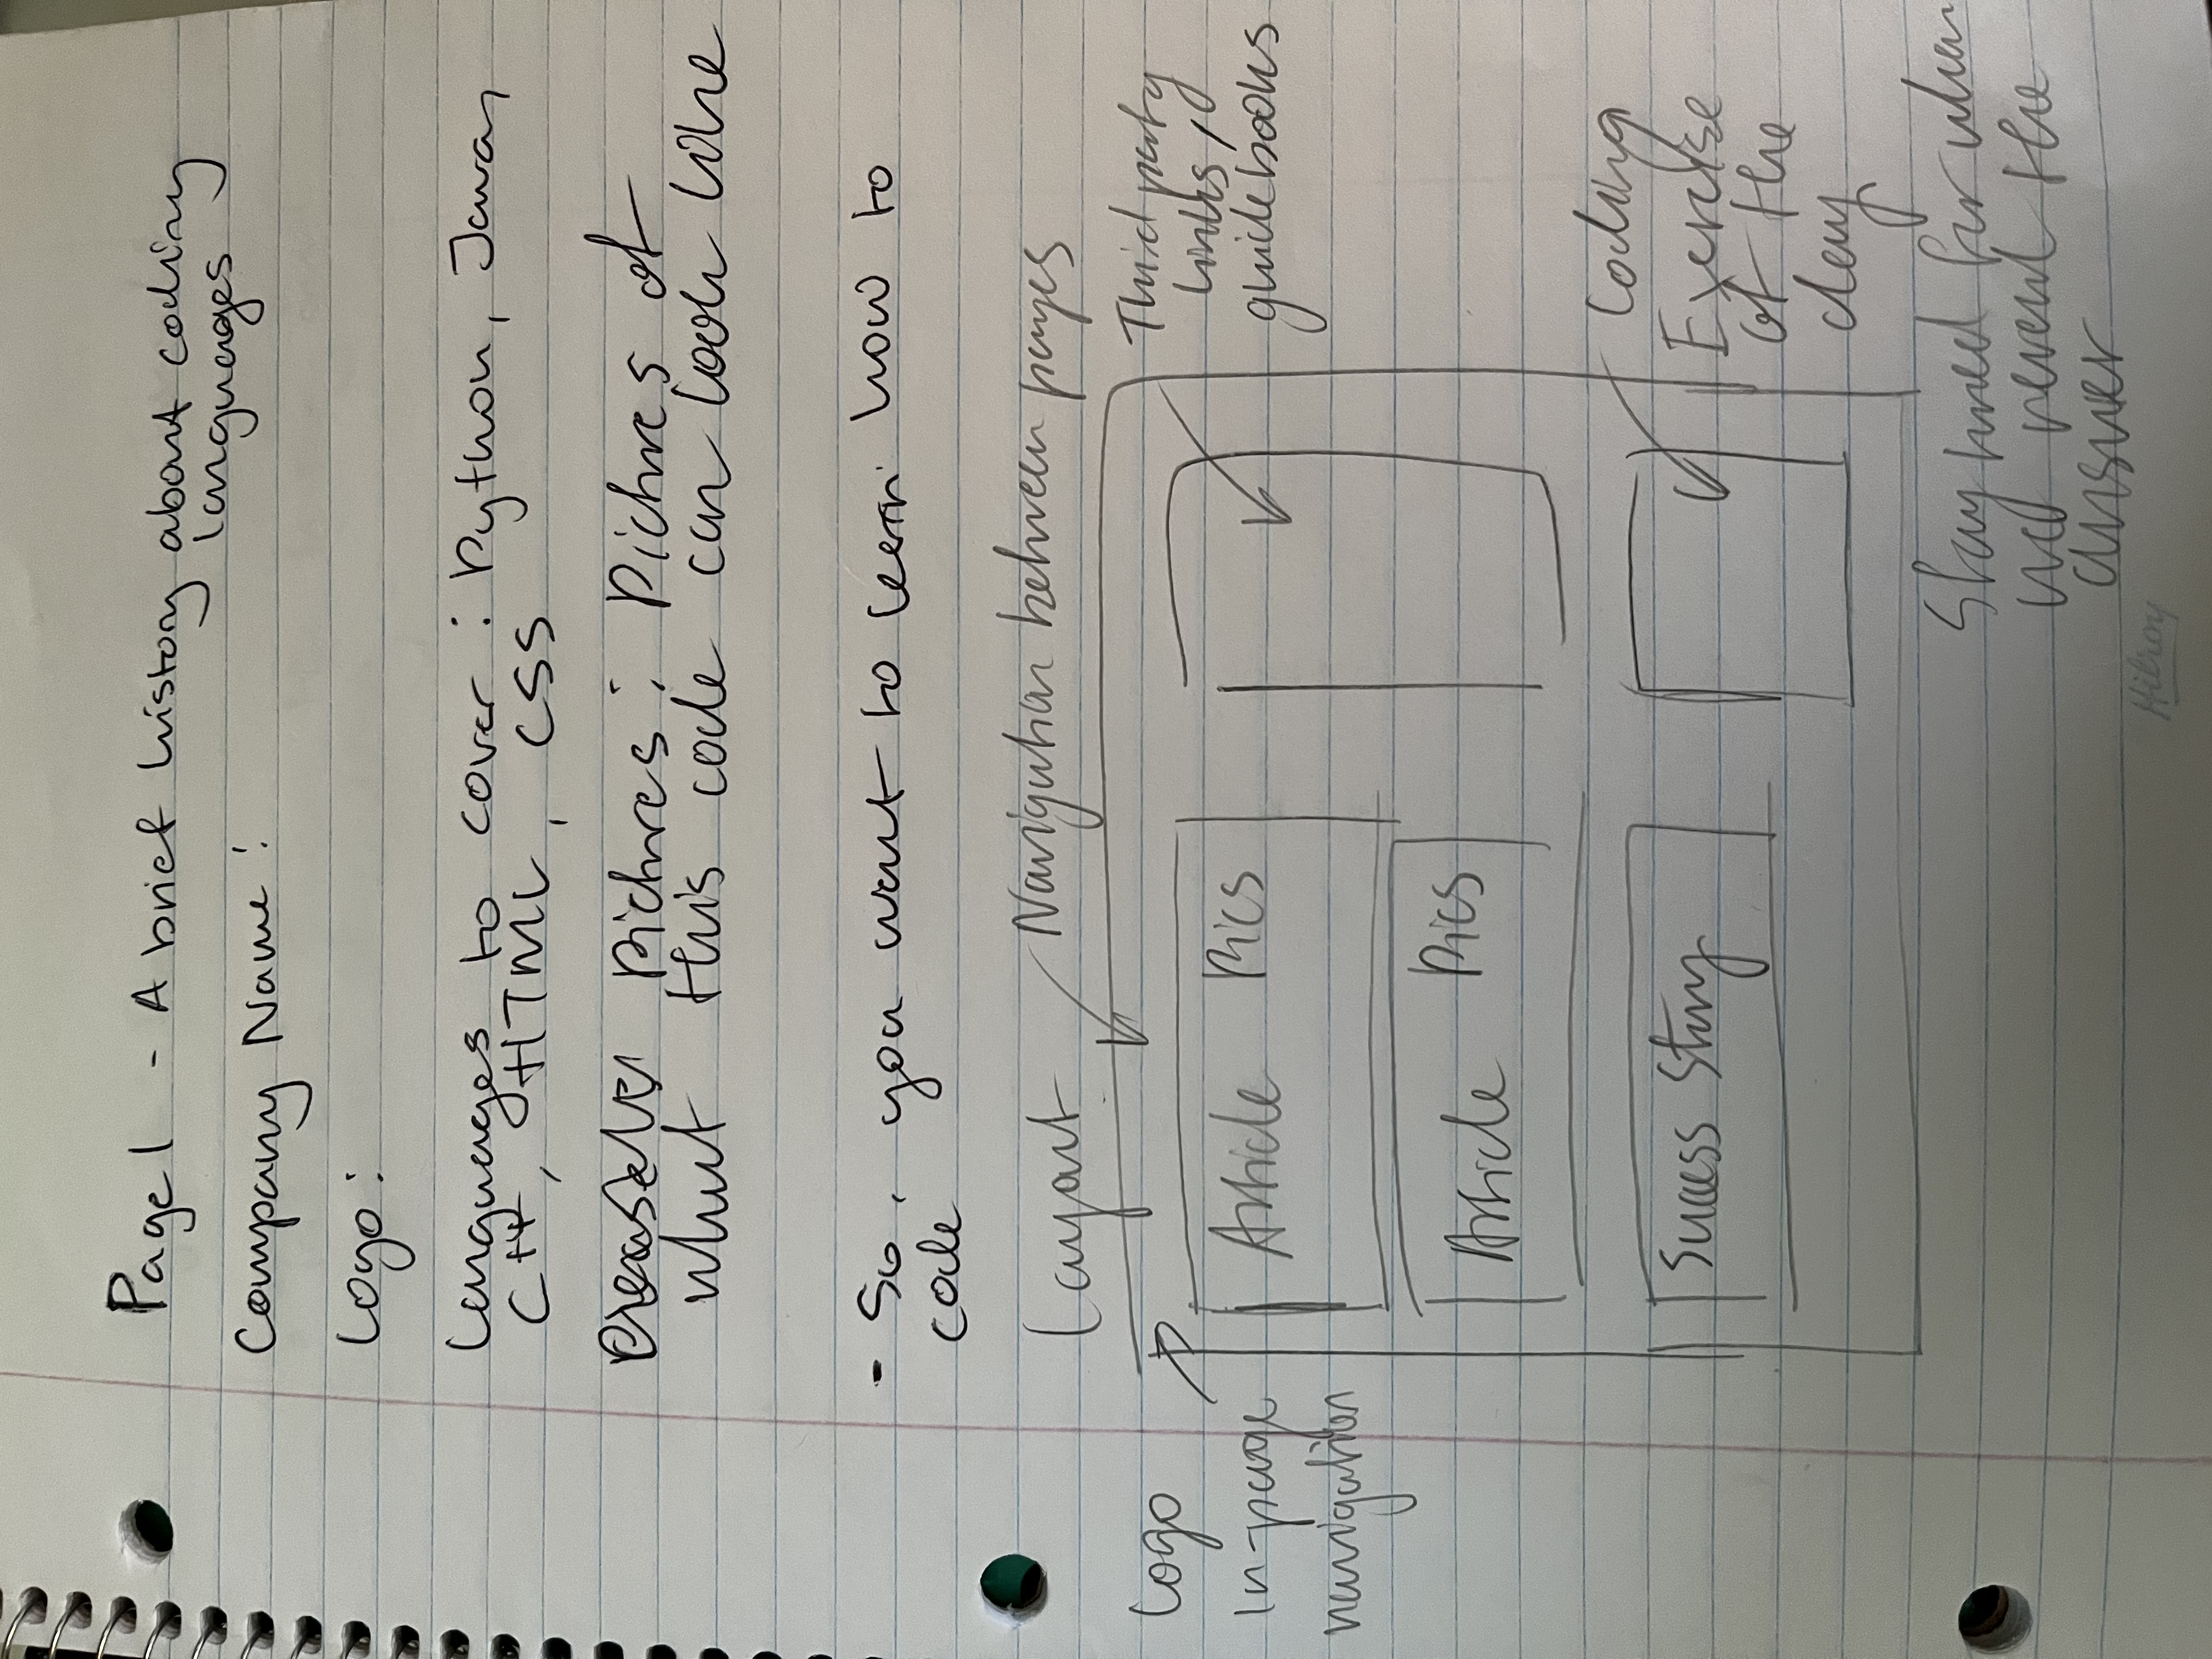 Page 1 - A brief history about coding
languages
Company Name:
Logo:
Languages to cover: Python, Java,
C++, HTML, CSS
Pictures: Pictures of
what this code can look like
- So, you want to learn how to
code
Layout
Navigation between pages
Logo
in-page
navigation
Third party
links,
guidebooks
Article Pics
Article Pics
Success Story
Coding
Exercise
of the
day
Stay tuned for when
we reveal the
answer
Hilroy